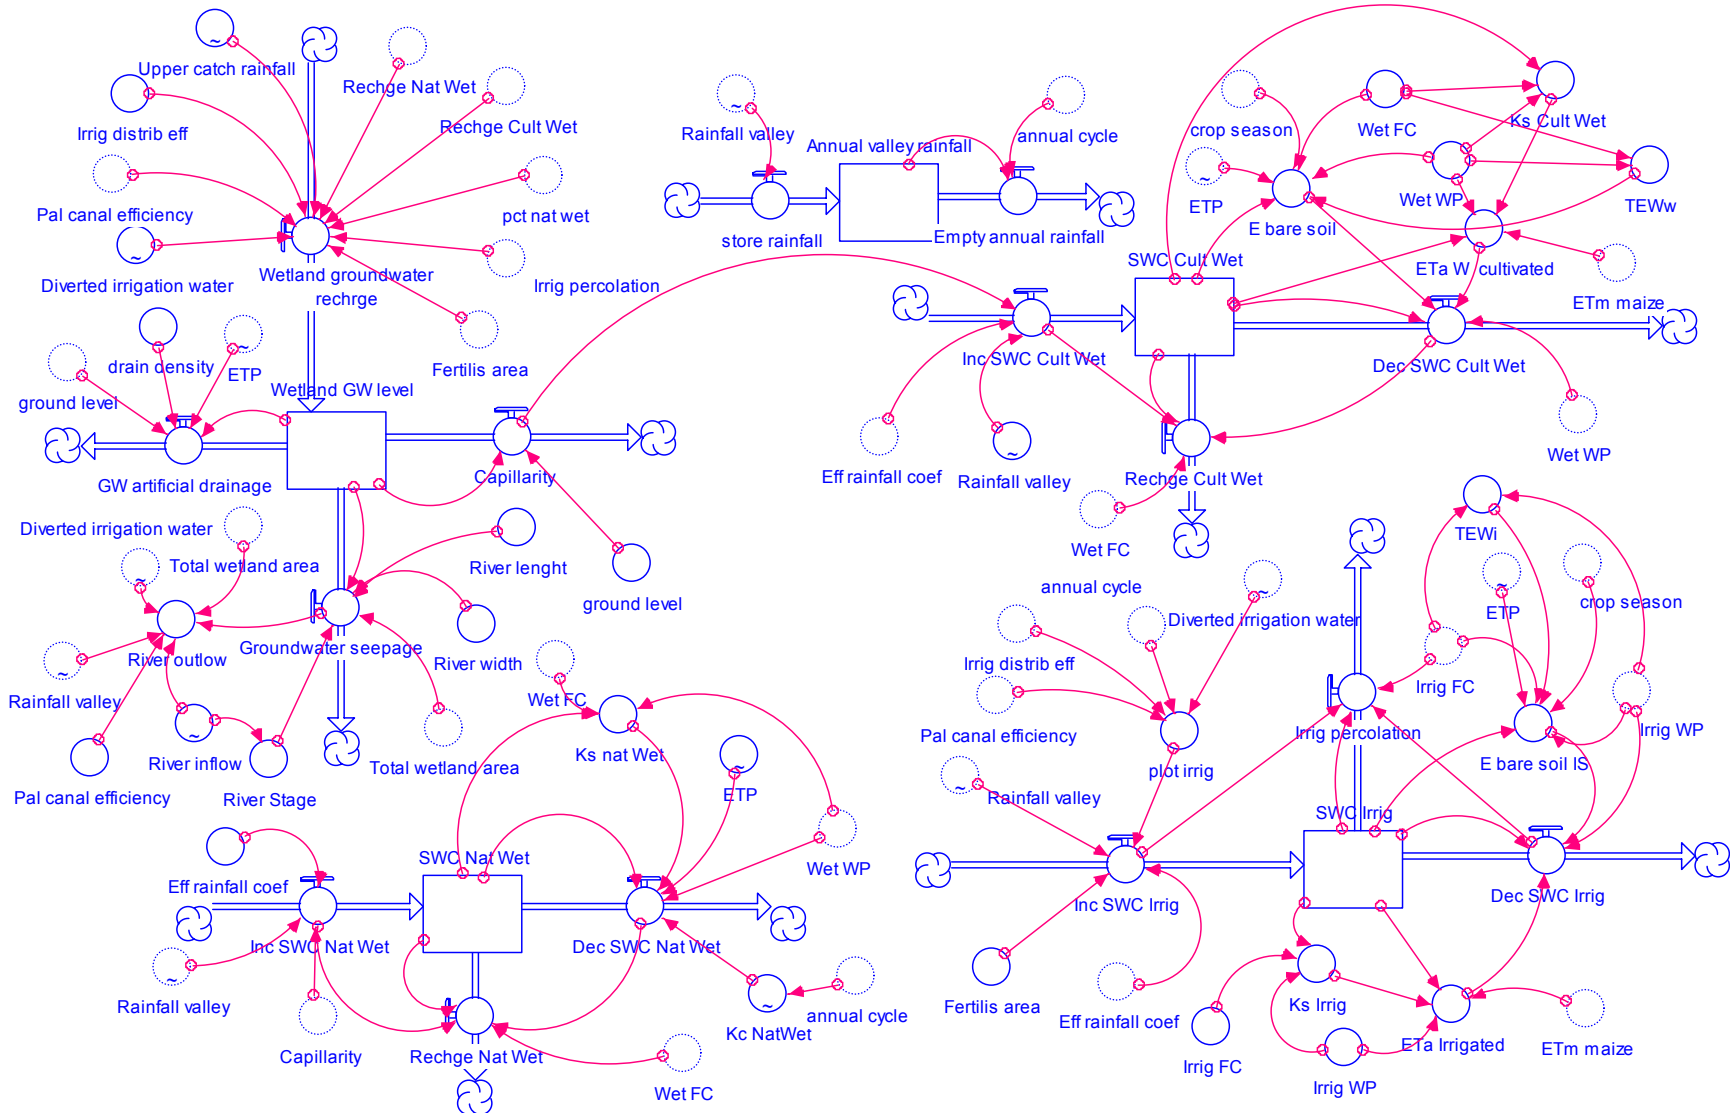 Upper catch rainfall
Rechge Nat Wet
Irrig distrib eff
Rechge Cult Wet
Pal canal efficiency
pct nat wet
Diverted irrigation water
Wetland groundwater
rechrge
Irrig percolation
Fertilis area
drain density
ETP
ground level
Wetland GW level
GW artificial drainage
Capillarity
Diverted irrigation water
Total wetland area
River lenght
ground level
River outlow
Groundwater seepage
River width
Rainfall valley
Pal canal efficiency
River inflow
River Stage
Total wetland area
Rainfall valley
Annual valley rainfall
annual cycle
store rainfall
Empty annual rainfall
crop season
Wet FC
Ks Cult Wet
ETP
Wet WP
TEWw
E bare soil
SWC Cult Wet
ETa W cultivated
ETm maize
Inc SWC Cult Wet
Dec SWC Cult Wet
Eff rainfall coef
Rainfall valley
Rechge Cult Wet
Wet WP
Wet FC
Wet FC
Ks nat Wet
ETP
Wet WP
SWC Nat Wet
Eff rainfall coef
Inc SWC Nat Wet
Dec SWC Nat Wet
Rainfall valley
Capillarity
Rechge Nat Wet
Kc NatWet
annual cycle
Wet FC
annual cycle
Diverted irrigation water
Irrig distrib eff
Pal canal efficiency
plot irrig
Rainfall valley
TEWi
ETP
crop season
Irrig FC
Irrig WP
Irrig percolation
E bare soil IS
SWC Irrig
Inc SWC Irrig
Dec SWC Irrig
Fertilis area
Eff rainfall coef
Ks Irrig
Irrig FC
ETa Irrigated
ETm maize
Irrig WP